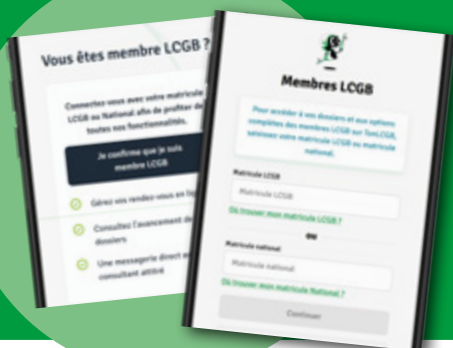 Vous êtes membre LCGB ?
Connectez-vous avec votre matricule
LCGB ou National afin de profiter de
toutes nos fonctionnalités.
Je confirme que je suis
membre LCGB
Gérez vos rendez-vous en
Consultez l'avancement de
dossiers
Une messagerie direct
consultant attitré
Membres LCGB
Pour accéder à vos dossiers et aux options
complètes des membres LCGB sur
saisissez votre matricule LCGB ou matricule
national.
Matricule LCGB
Matricule LCGB
Où trouver mon matricule LCGB ?
ou
Matricule national
Matricule national
Où trouver mon matricule National ?
Continuer